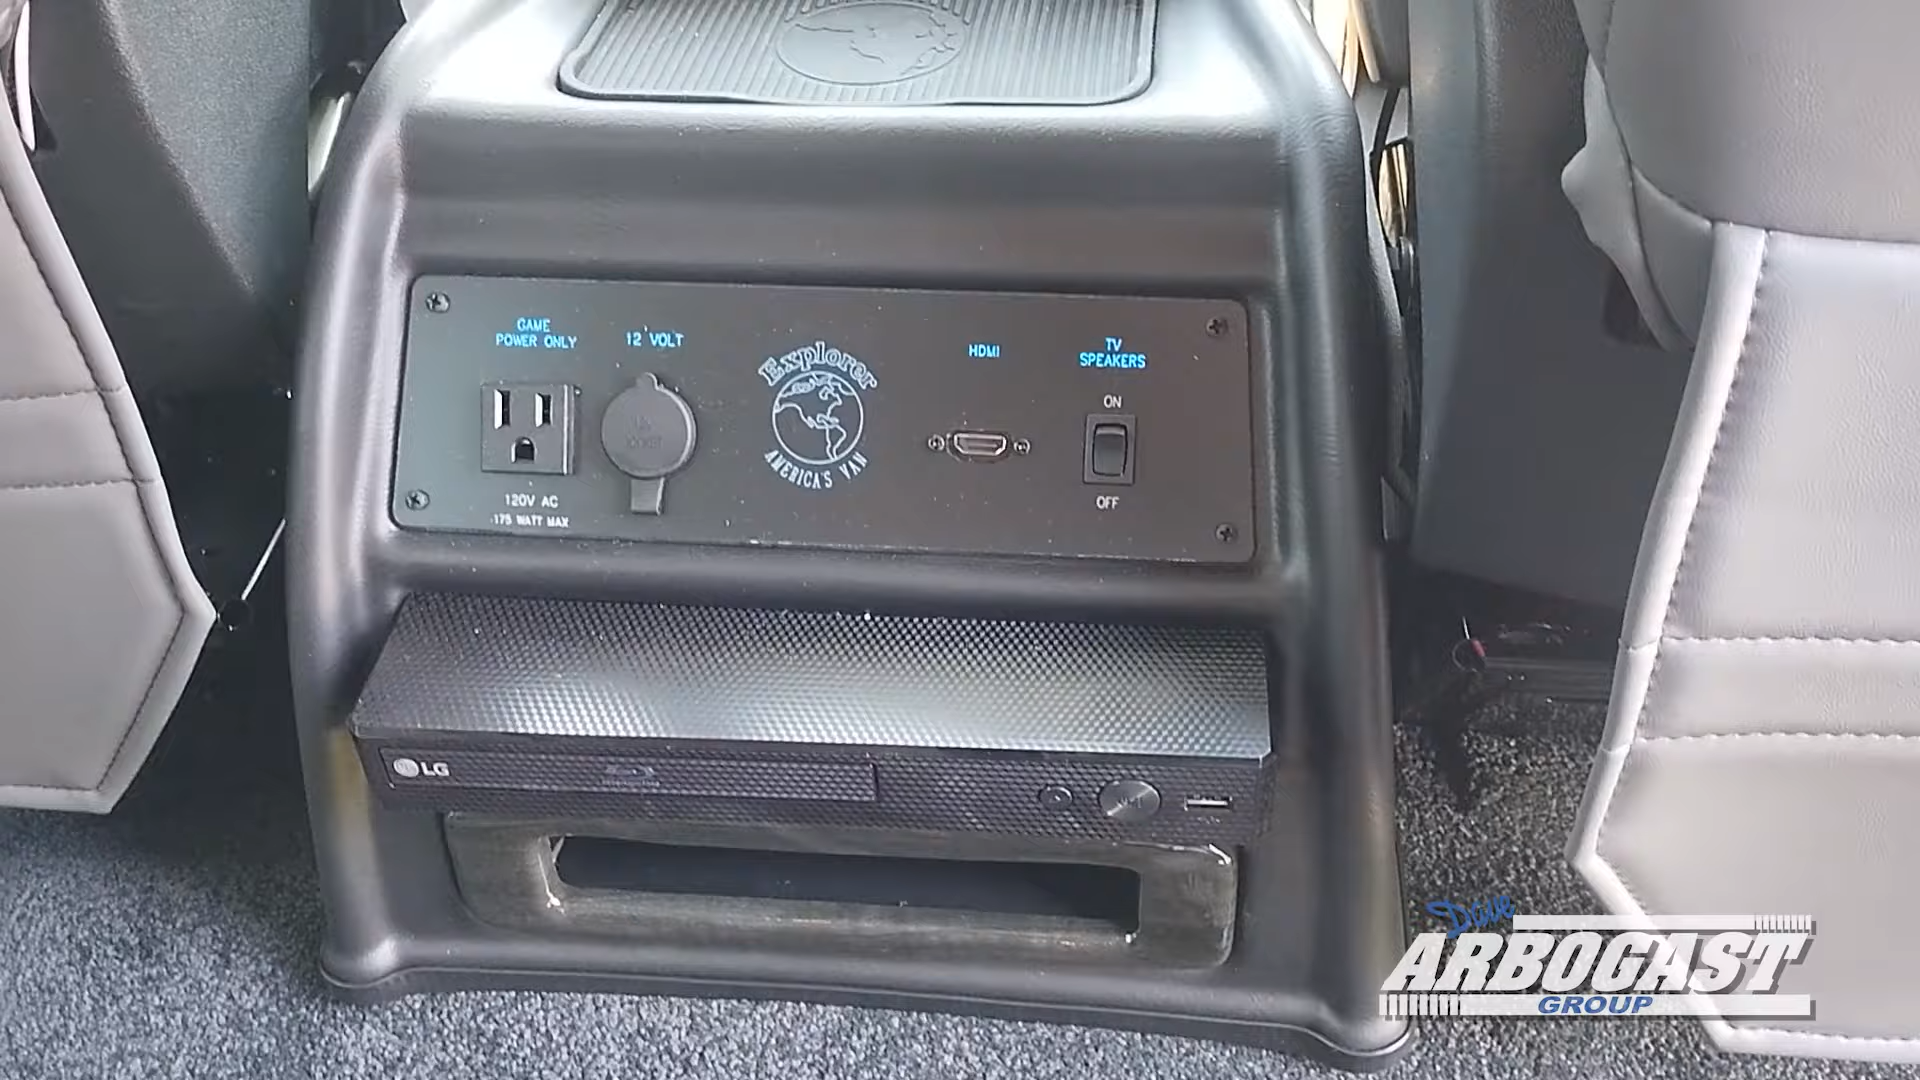 GAME
POWER ONLY
12 VOLT
Explorer
AMERICA'S VAN
HDMI
TV
SPEAKERS
ON
OFF
120V AC
175 WATT MAX
LG
Dave
ARBOGAST
GROUP